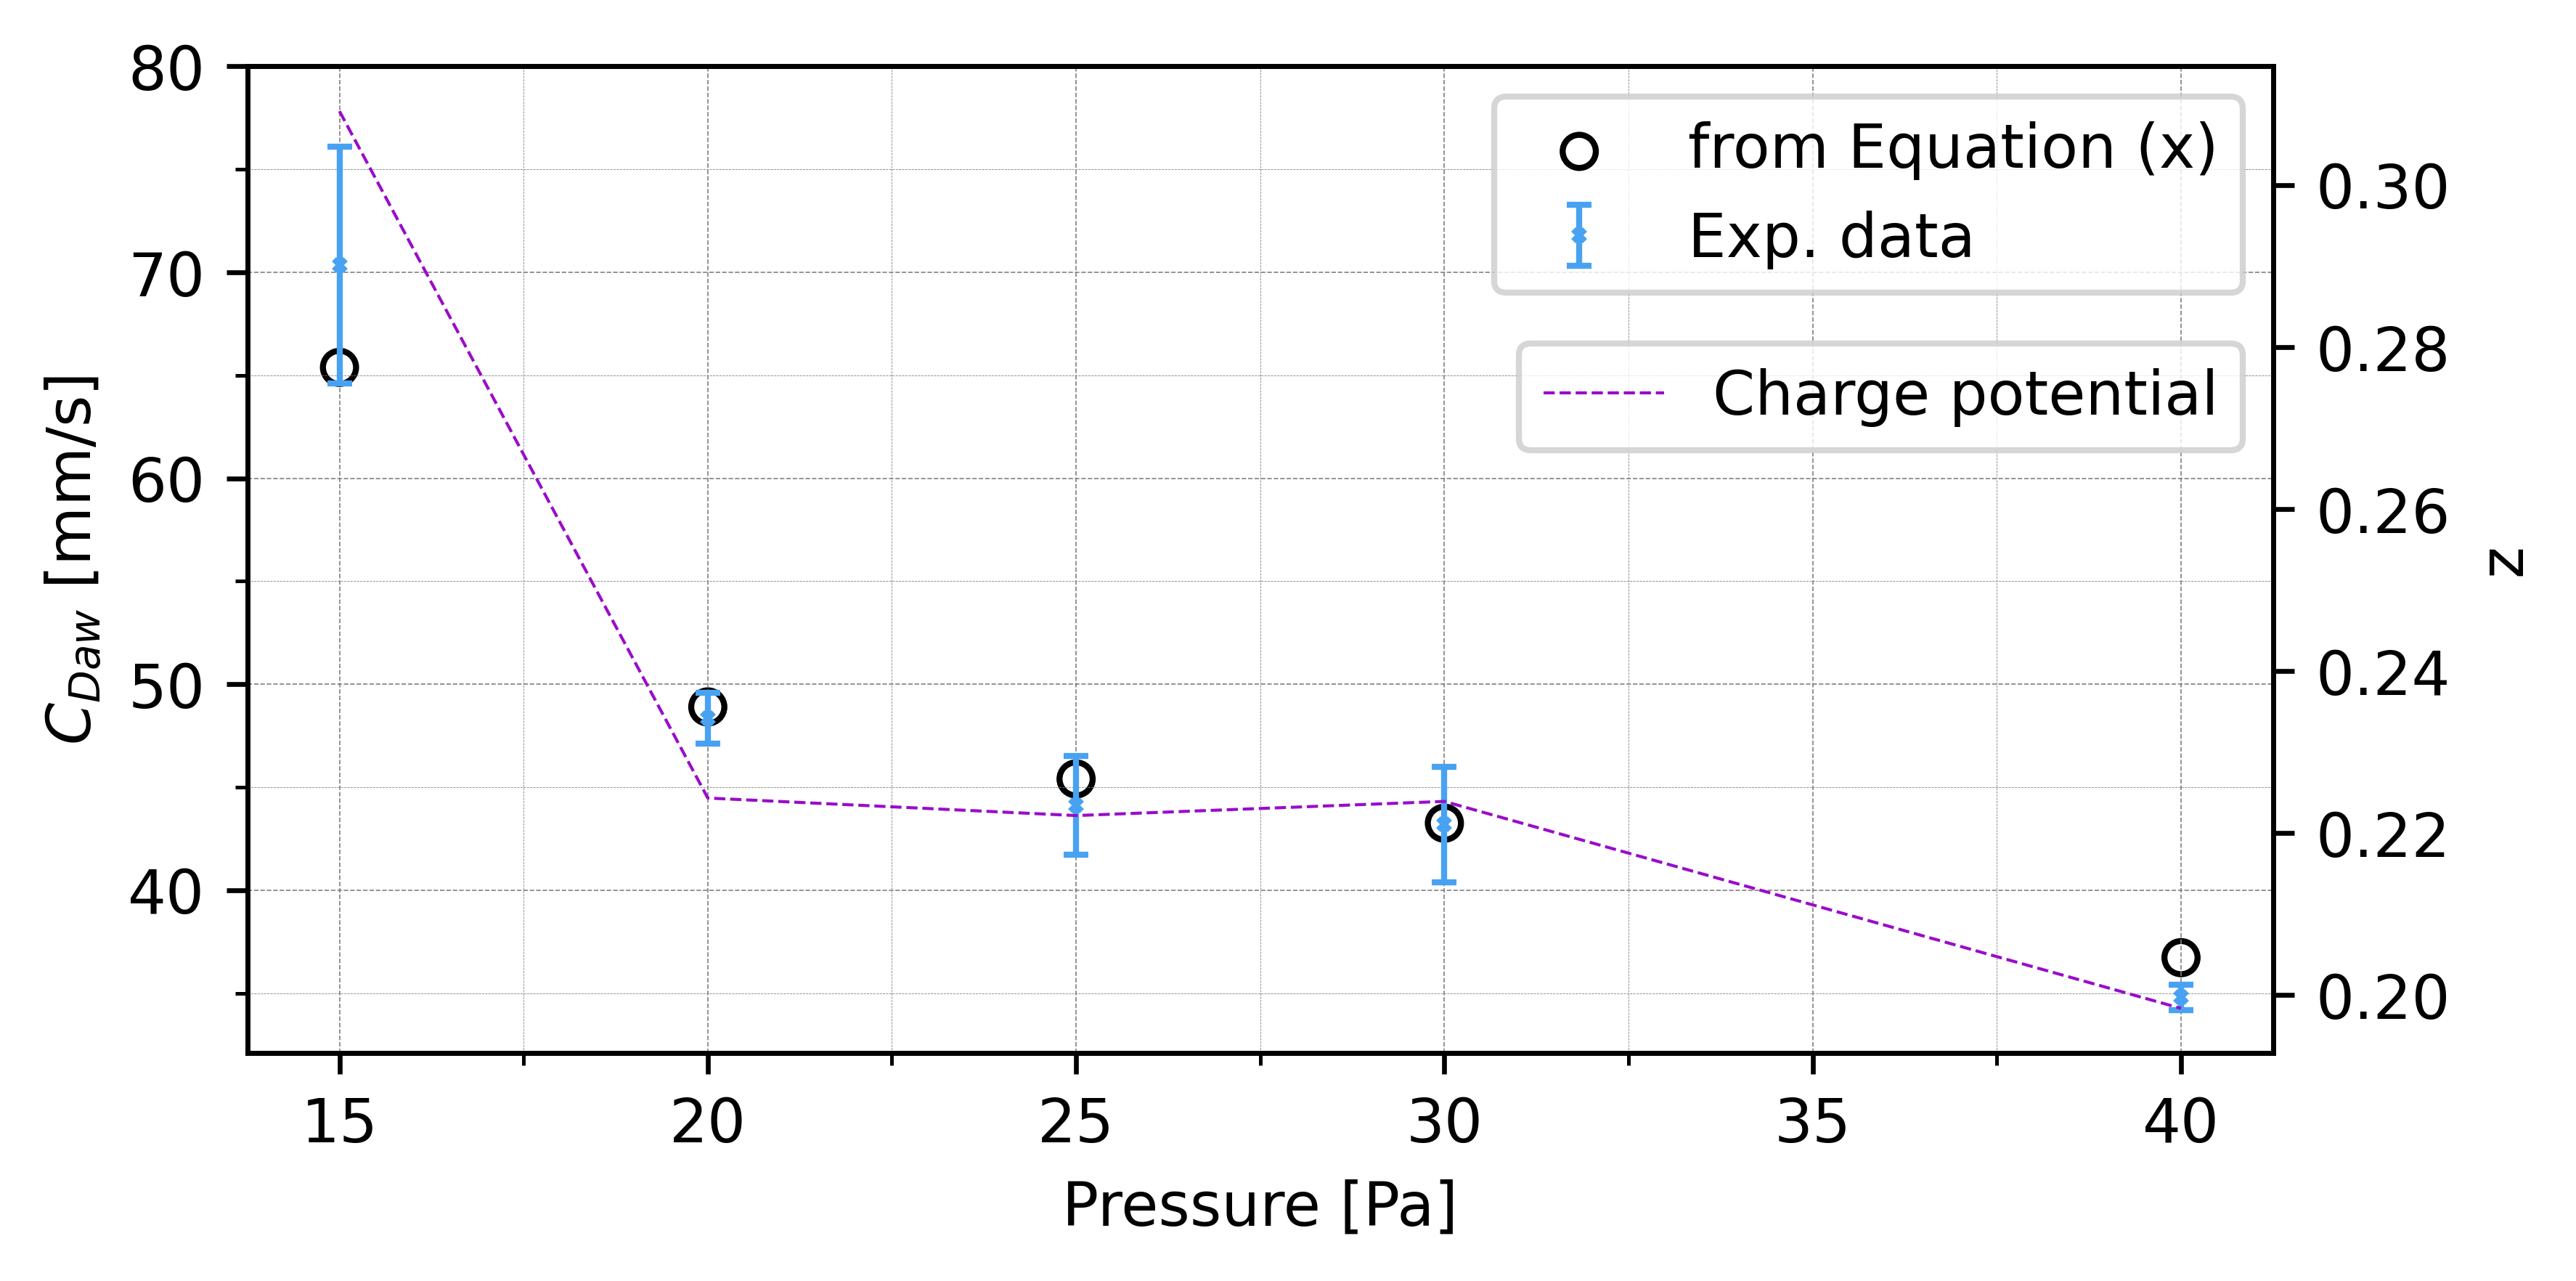 80
70
60
50
40
C_Daw [mm/s]
from Equation (x)
Exp. data
Charge potential
0.30
0.28
0.26
0.24
0.22
0.20
z
15 20 25 30 35 40
Pressure [Pa]